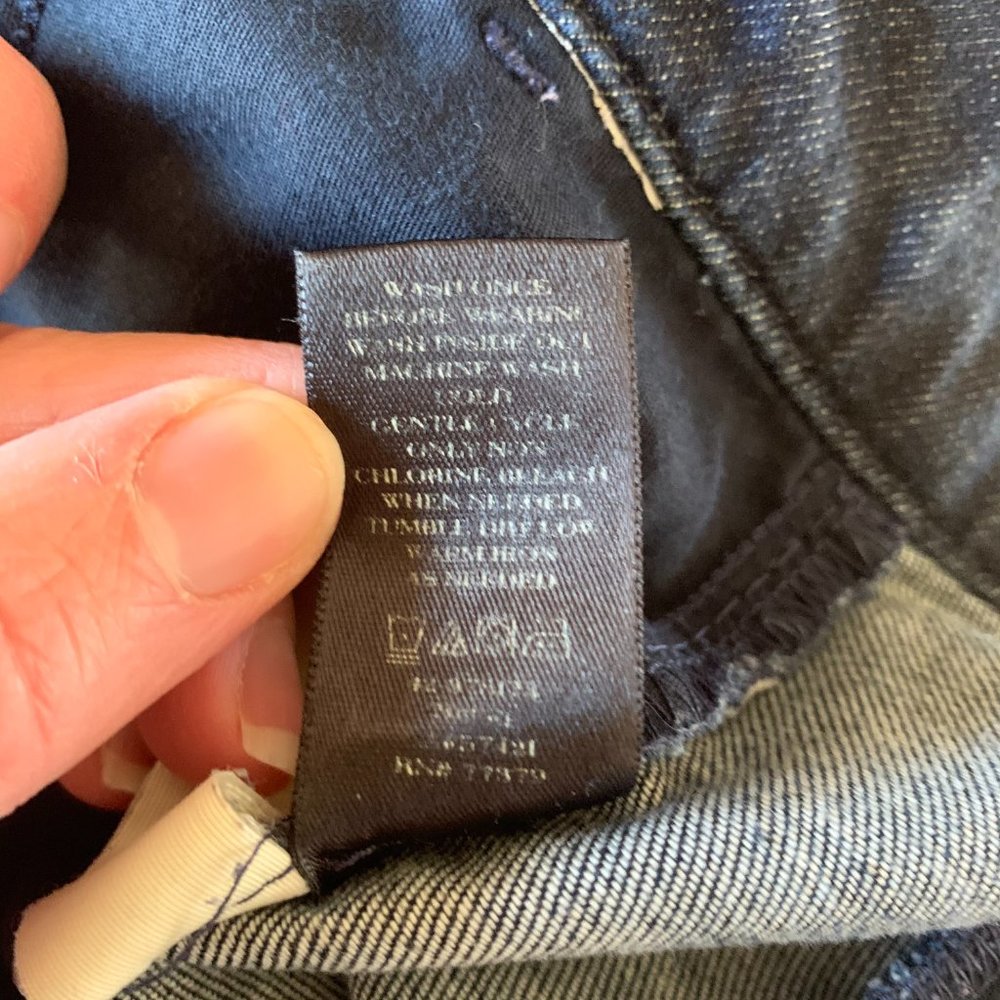 WASH ONCE
BEFORE WEARING
WASH INSIDE OUT
MACHINE WASH
COLD
GENTLE CYCLE
ONLY NON
CHLORINE BLEACH
WHEN NEEDED
TUMBLE DRY LOW
WARM IRON
AS NEEDED
RN# 77979